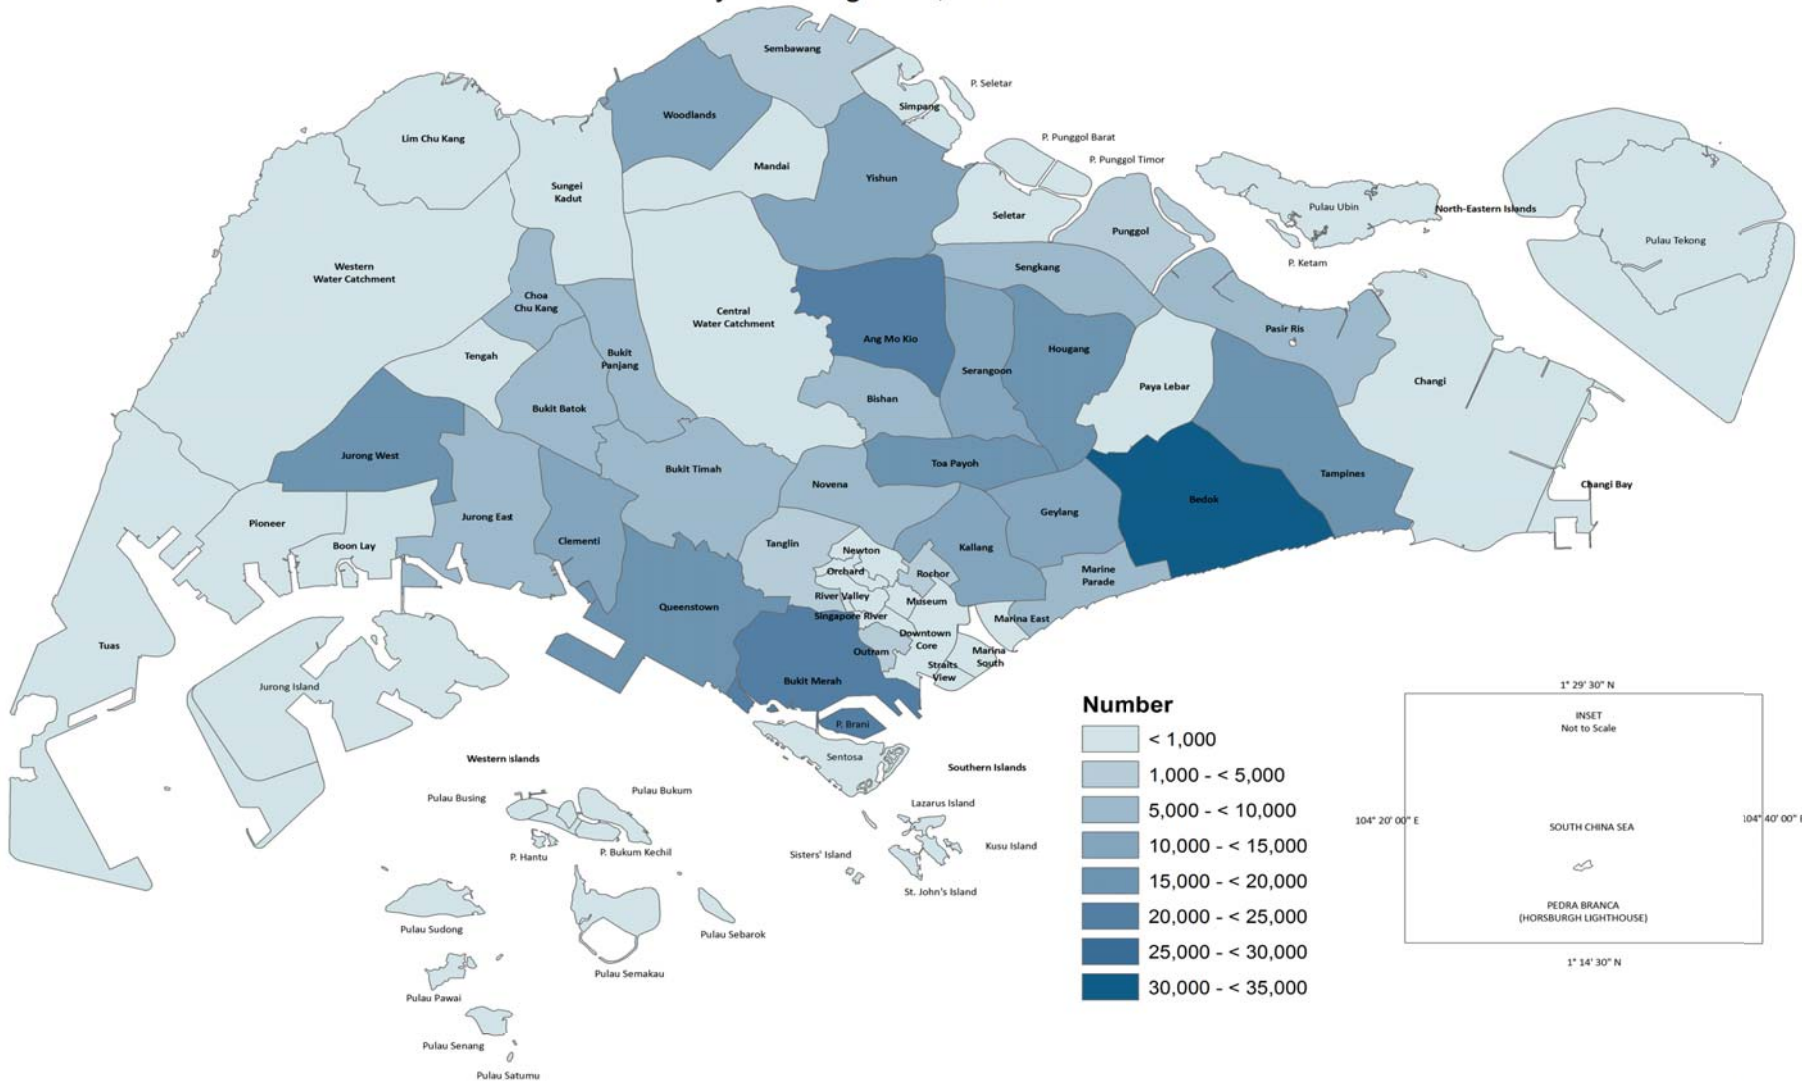 Sembawang
P. Seletar
Simpang
Woodlands
Lim Chu Kang
P. Punggol Barat
P. Punggol Timor
Mandai
Yishun
Sungei
Kadut
Pulau Ubin
North-Eastern Islands
Seletar
Punggol
Pulau Tekong
P. Ketam
Sengkang
Western
Water Catchment
Choa
Chu Kang
Central
Water Catchment
Pasir Ris
Ang Mo Kio
Hougang
Tengah
Bukit
Panjang
Serangoon
Changi
Paya Lebar
Bishan
Bukit Batok
Jurong West
Bukit Timah
Toa Payoh
Tampines
Novena
Changi Bay
Bedok
Pioneer
Jurong East
Geylang
Clementi
Boon Lay
Tanglin
Newton
Kallang
Orchard
Rochor
Marine
Parade
River Valley
Museum
Queenstown
Singapore River
Marina East
Downtown
Core
Tuas
Outram
Marina
South
Straits
View
Bukit Merah
Jurong Island
P. Brani
Sentosa
Western Islands
Southern Islands
Pulau Busing
Pulau Bukum
Lazarus Island
P. Hantu
P. Bukum Kechil
Sisters' Island
Kusu Island
St. John's Island
Pulau Sudong
Pulau Sebarok
Pulau Semakau
Pulau Pawai
Pulau Senang
Pulau Satumu
Number
< 1,000
1,000 - < 5,000
5,000 - < 10,000
10,000 - < 15,000
15,000 - < 20,000
20,000 - < 25,000
25,000 - < 30,000
30,000 - < 35,000
1° 29' 30" N
INSET
Not to Scale
104° 20' 00" E
SOUTH CHINA SEA
104° 40' 00" E
PEDRA BRANCA
(HORSBURGH LIGHTHOUSE)
1° 14' 30" N